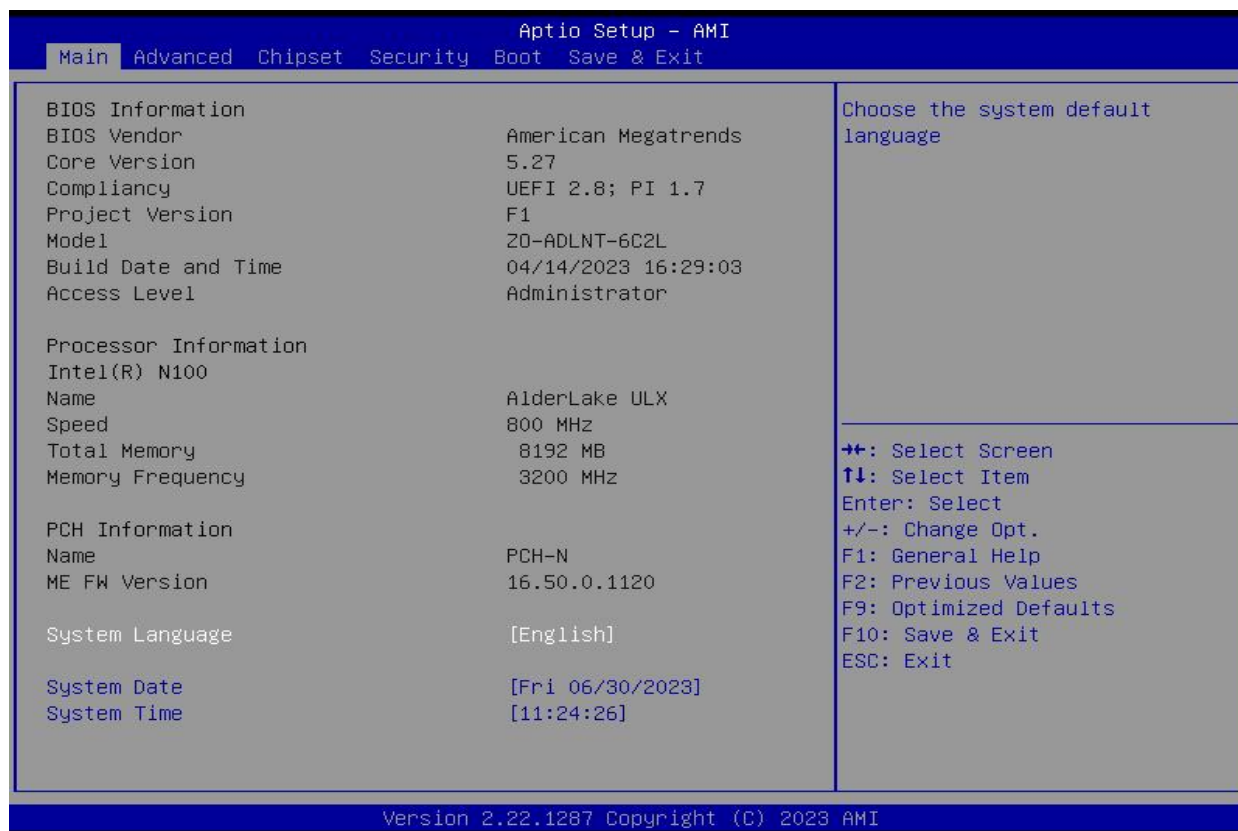 Aptio Setup - AMI
Main Advanced Chipset Security Boot Save & Exit
BIOS Information
BIOS Vendor American Megatrends
Core Version 5.27
Compliancy UEFI 2.8; PI 1.7
Project Version F1
Model ZO-ADLNT-6C2L
Build Date and Time 04/14/2023 16:29:03
Access Level Administrator
Processor Information
Intel(R) N100
Name AlderLake ULX
Speed 800 MHz
Total Memory 8192 MB
Memory Frequency 3200 MHz
PCH Information
Name PCH-N
ME FW Version 16.50.0.1120
System Language [English]
System Date [Fri 06/30/2023]
System Time [11:24:26]
Choose the system default
language
→←: Select Screen
↑↓: Select Item
Enter: Select
+/-: Change Opt.
F1: General Help
F2: Previous Values
F9: Optimized Defaults
F10: Save & Exit
ESC: Exit
Version 2.22.1287 Copyright (C) 2023 AMI